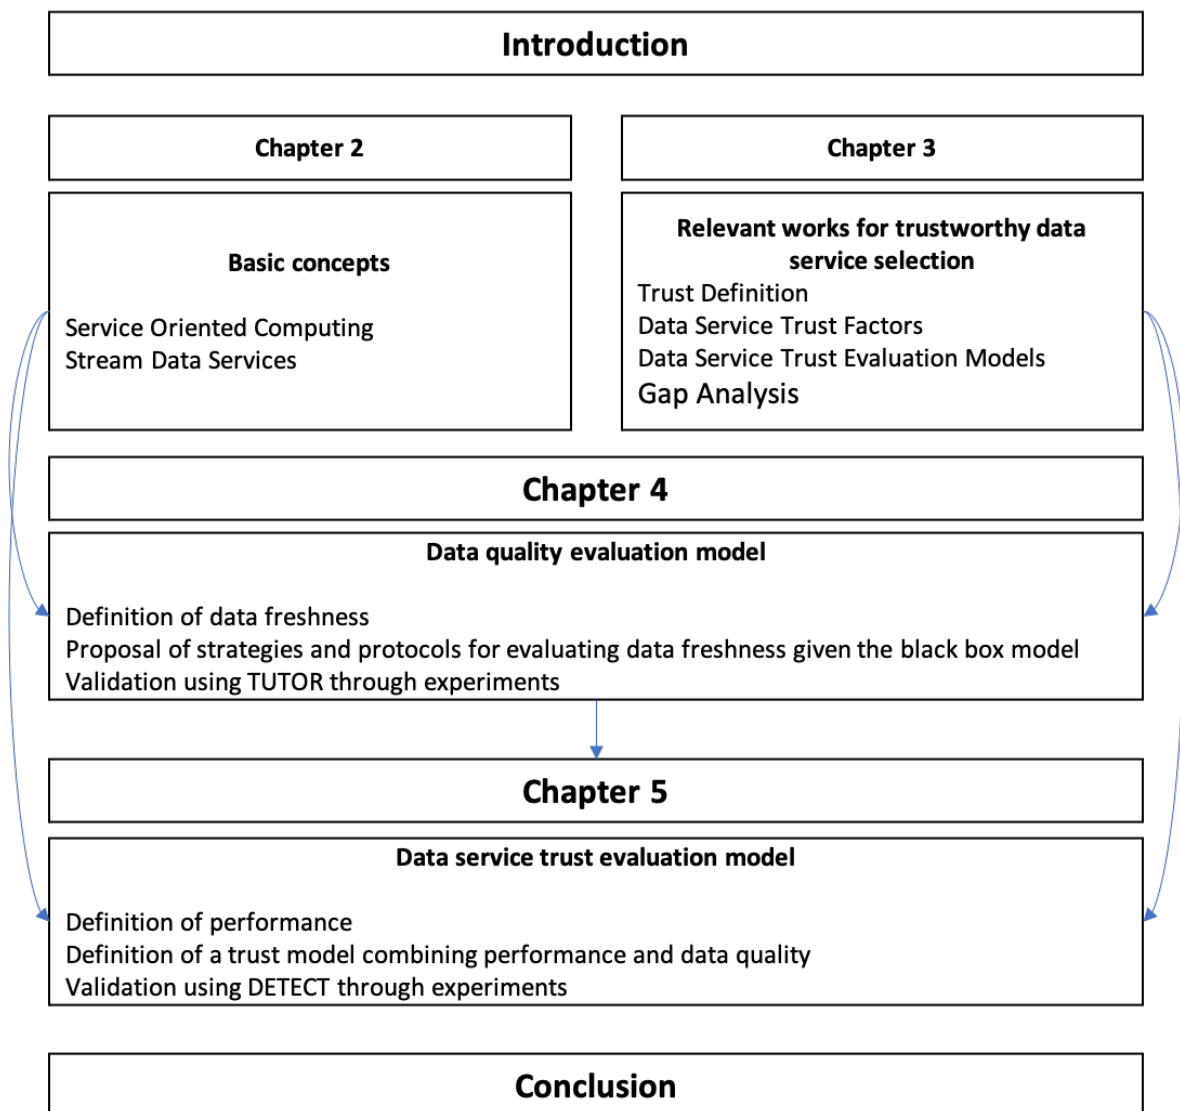 Introduction
Chapter 2
Basic concepts
Service Oriented Computing
Stream Data Services
Chapter 3
Relevant works for trustworthy data
service selection
Trust Definition
Data Service Trust Factors
Data Service Trust Evaluation Models
Gap Analysis
Chapter 4
Data quality evaluation model
Definition of data freshness
Proposal of strategies and protocols for evaluating data freshness given the black box model
Validation using TUTOR through experiments
Chapter 5
Data service trust evaluation model
Definition of performance
Definition of a trust model combining performance and data quality
Validation using DETECT through experiments
Conclusion